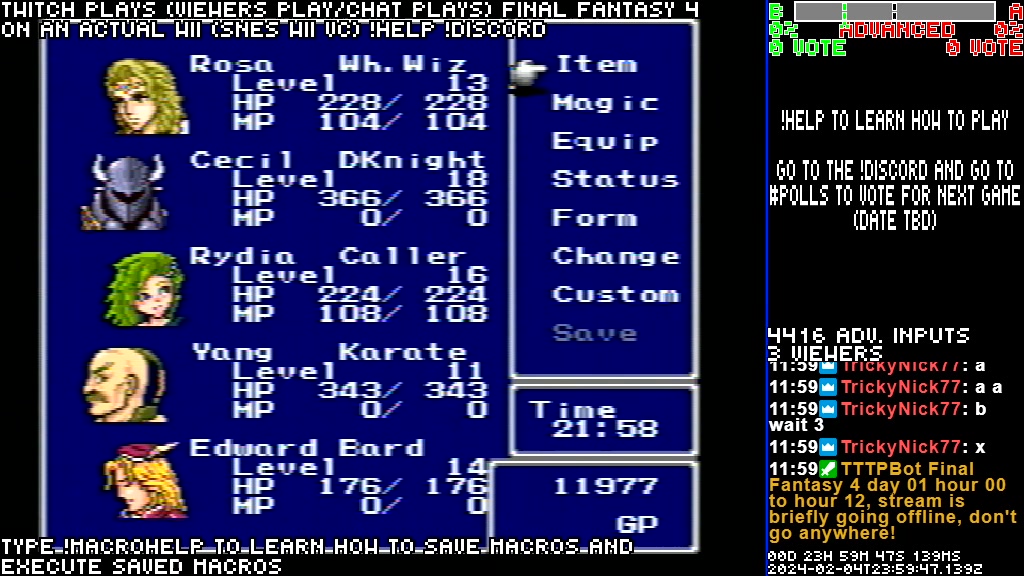 TWITCH PLAYS (VIEWERS PLAY/CHAT PLAYS) FINAL FANTASY 4
ON AN ACTUAL WII (SNES WII VC) !HELP !DISCORD
Rosa Wh.Wiz
Level 13
HP 228/ 228
MP 104/ 104
Cecil DKnight
Level 18
HP 366/ 366
MP 0/ 0
Rydia Caller
Level 16
HP 224/ 224
MP 108/ 108
Yang Karate
Level 11
HP 343/ 343
MP 0/ 0
Edward Bard
Level 14
HP 176/ 176
MP 0/ 0
Item
Magic
Equip
Status
Form
Change
Custom
Save
Time
21:58
11977
GP
TYPE !MACROHELP TO LEARN HOW TO SAVE MACROS AND
EXECUTE SAVED MACROS
B A
0% ADVANCED 0%
0 VOTE 0 VOTE
!HELP TO LEARN HOW TO PLAY
GO TO THE !DISCORD AND GO TO
#POLLS TO VOTE FOR NEXT GAME
(DATE TBD)
4416 ADV. INPUTS
3 VIEWERS
11:59 TrickyNick77: a
11:59 TrickyNick77: a a
11:59 TrickyNick77: b
wait 3
11:59 TrickyNick77: x
11:59 TTTPBot Final
Fantasy 4 day 01 hour 00
to hour 12, stream is
briefly going offline, don't
go anywhere!
00D 23H 59M 47S 139MS
2024-02-04T23:59:47.139Z